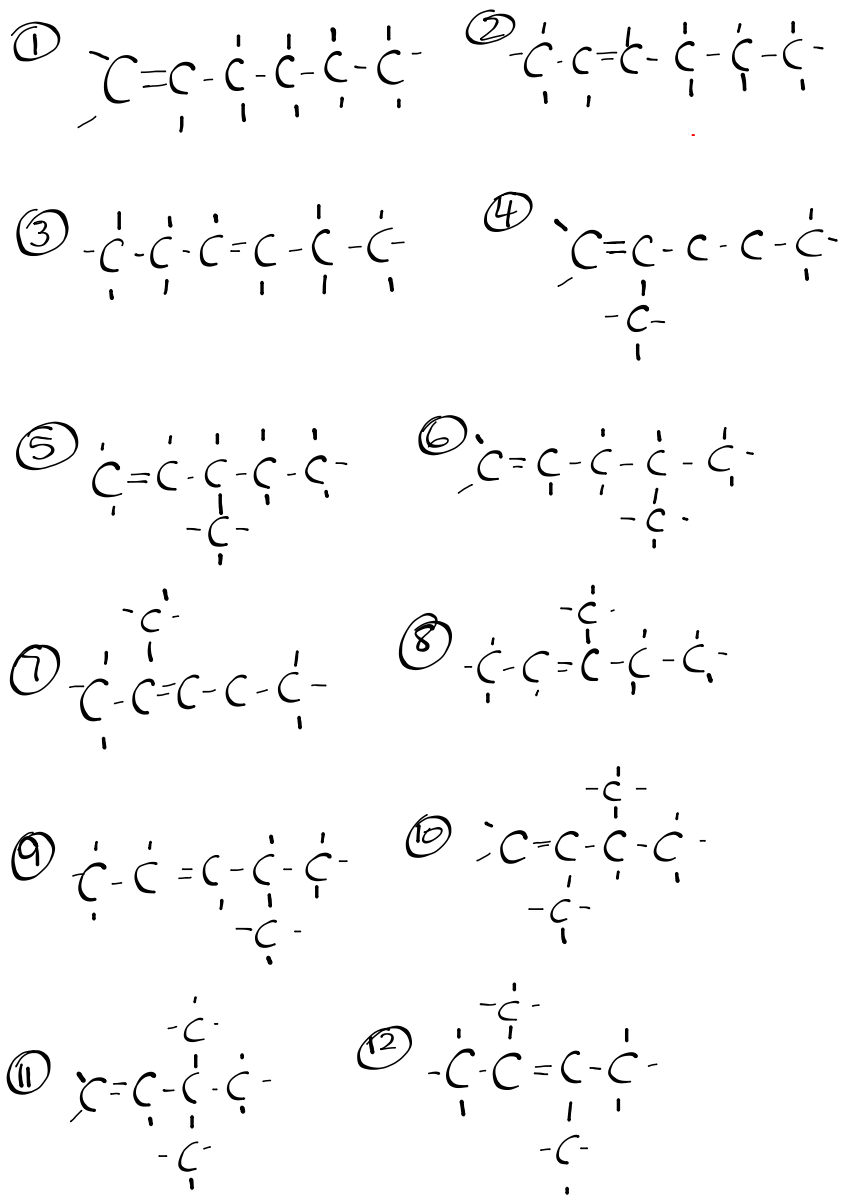 ① C=C-C-C-C-C-
② -C-C=C-C-C-C-
③ -C-C-C=C-C-C-
④ C=C-C-C-C-
-C-
⑤ C=C-C-C-C-
-C-
⑥ C=C-C-C-C-
-C-
-C-
⑦ -C-C=C-C-C-
-C-
⑧ -C-C=C-C-C-
⑨ -C-C=C-C-C-
-C-
-C-
⑩ C=C-C-C-
-C-
-C-
⑪ C=C-C-C-
-C-
-C-
⑫ -C-C=C-C-
-C-